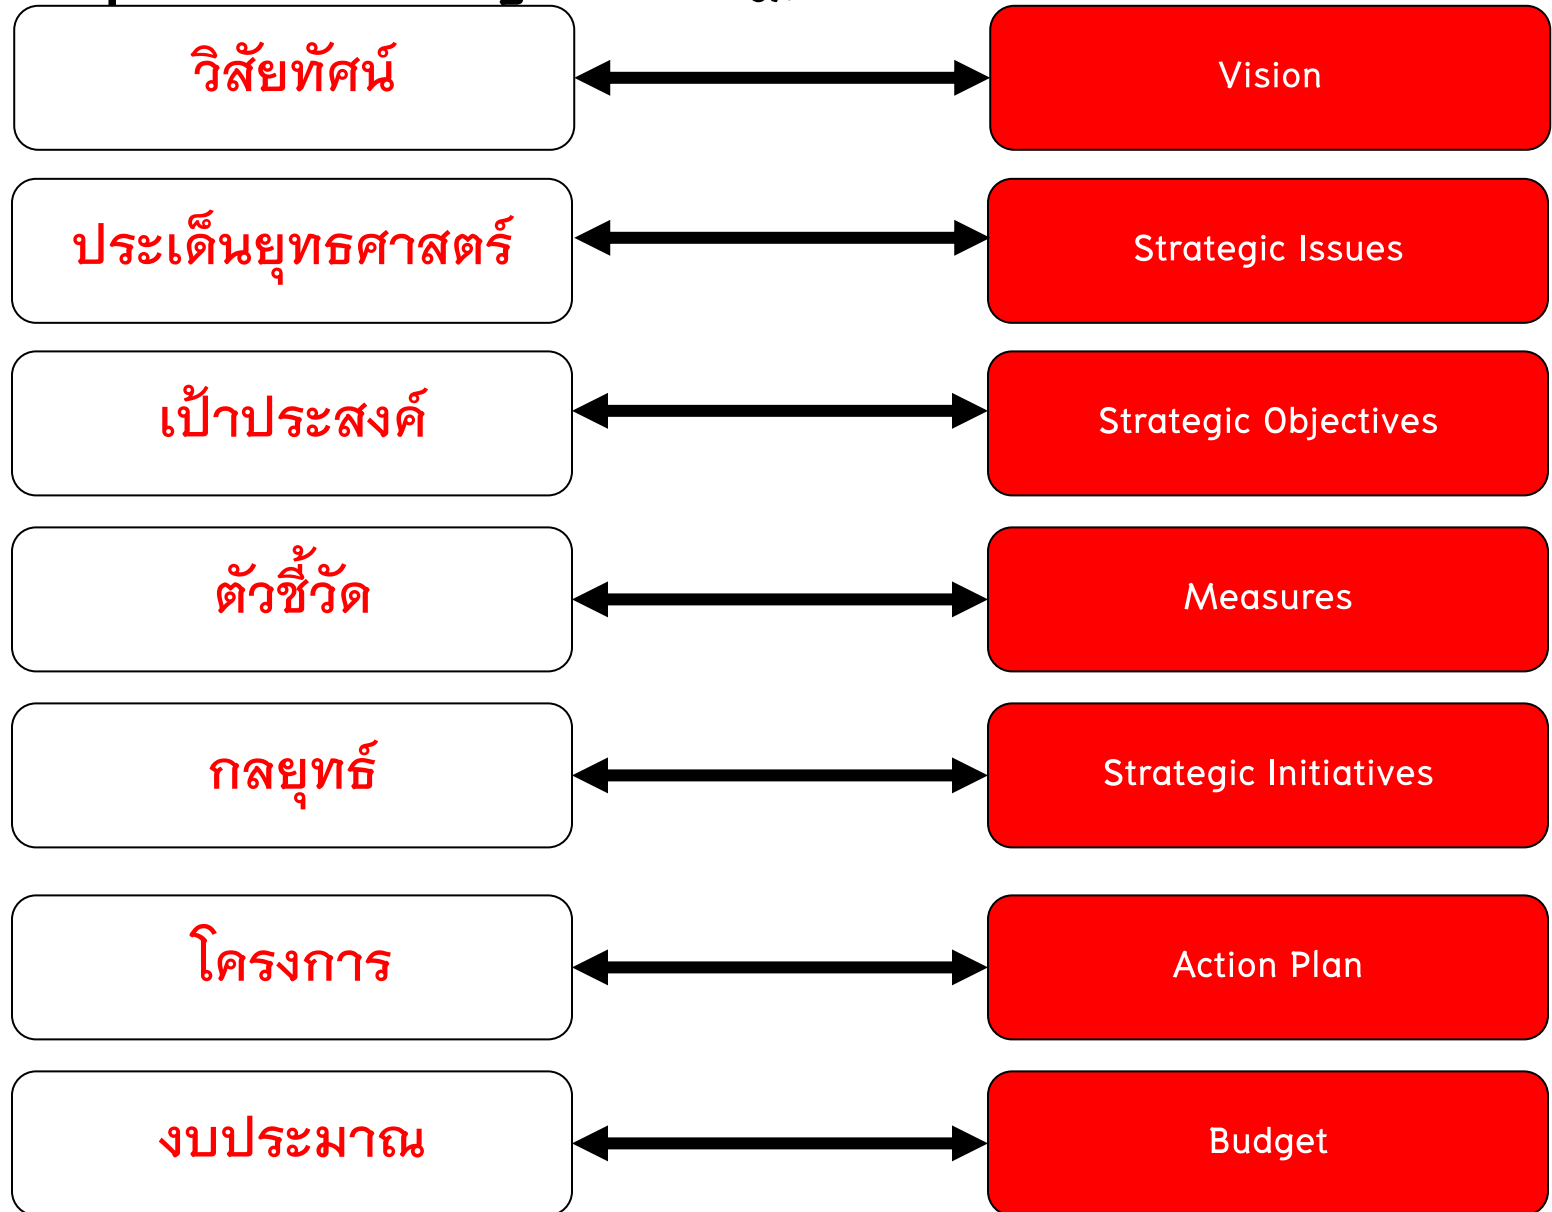 วิสัยทัศน์
Vision
ประเด็นยุทธศาสตร์
Strategic Issues
เป้าประสงค์
Strategic Objectives
ตัวชี้วัด
Measures
กลยุทธ์
Strategic Initiatives
โครงการ
Action Plan
งบประมาณ
Budget